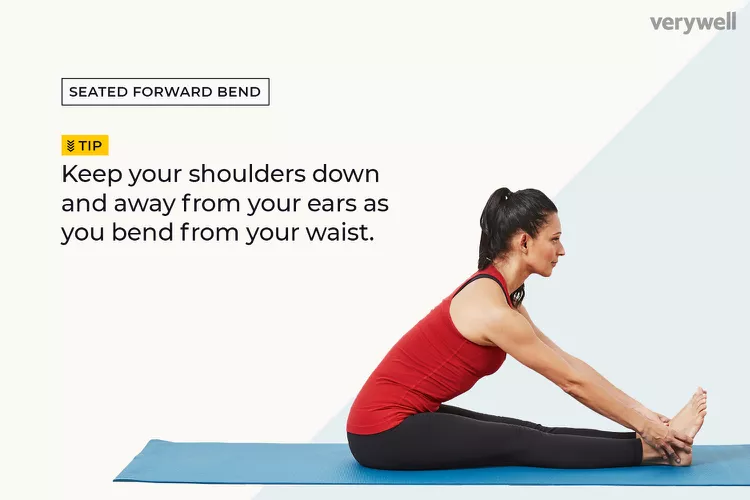 verywell
SEATED FORWARD BEND
TIP
Keep your shoulders down
and away from your ears as
you bend from your waist.